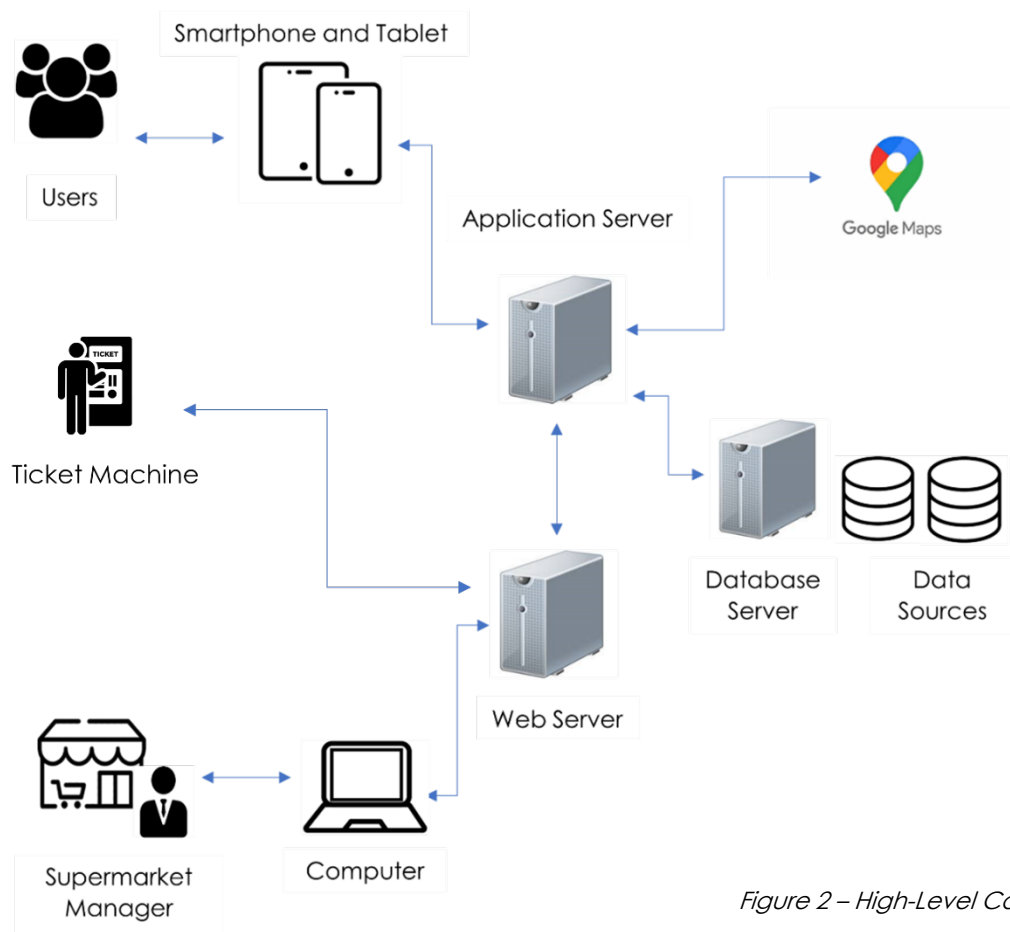 Smartphone and Tablet
Users
Application Server
Google Maps
TICKET
Ticket Machine
Database
Server
Data
Sources
Web Server
Supermarket
Manager
Computer
Figure 2 – High-Level